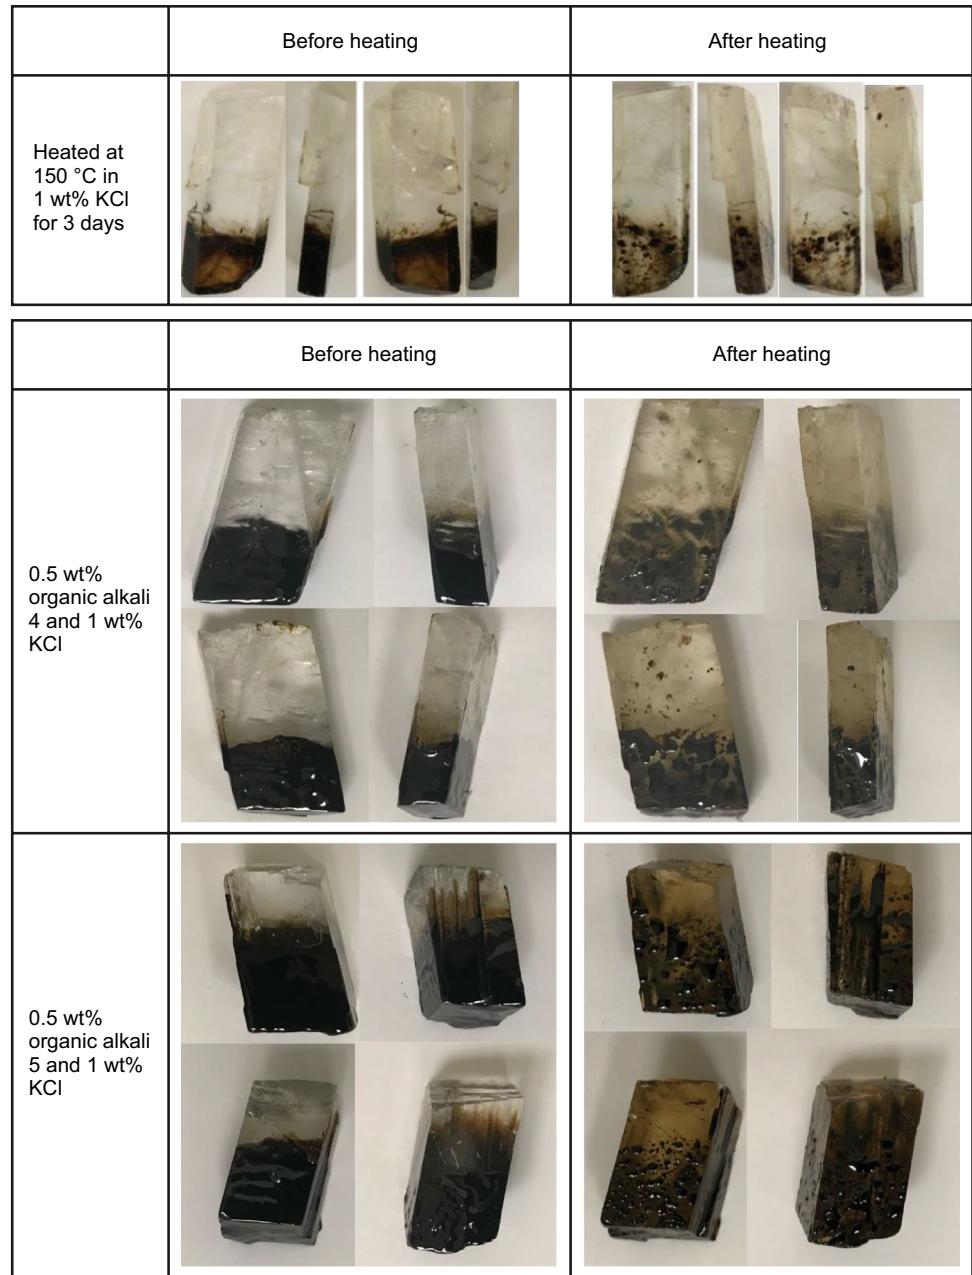 Before heating
After heating
Heated at
150 °C in
1 wt% KCl
for 3 days
Before heating
After heating
0.5 wt%
organic alkali
4 and 1 wt%
KCl
0.5 wt%
organic alkali
5 and 1 wt%
KCl